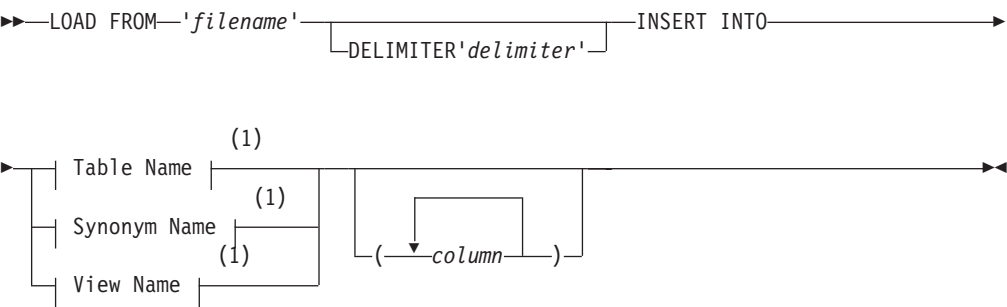 LOAD FROM 'filename' INSERT INTO
DELIMITER'delimiter'
(1)
Table Name
(1)
Synonym Name
(1)
View Name
( column )